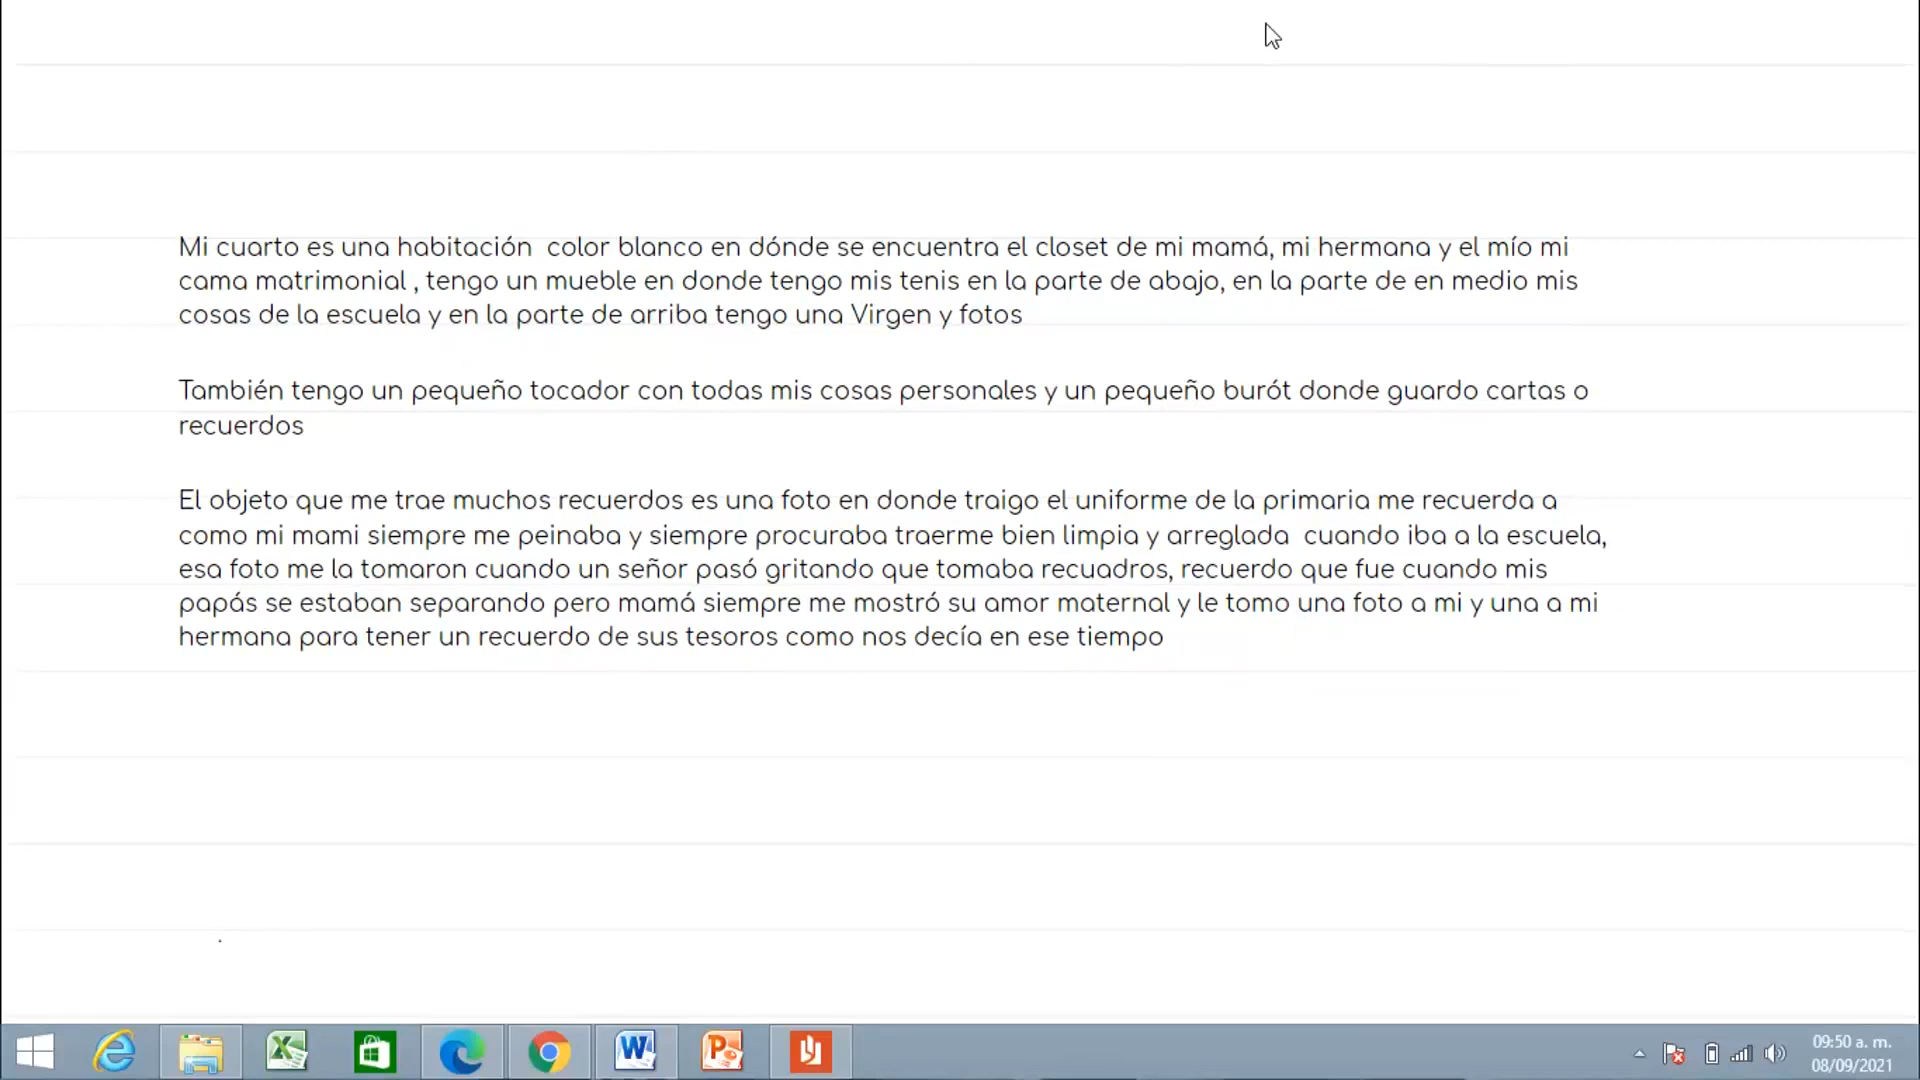 Mi cuarto es una habitación  color blanco en dónde se encuentra el closet de mi mamá, mi hermana y el mío mi
cama matrimonial , tengo un mueble en donde tengo mis tenis en la parte de abajo, en la parte de en medio mis
cosas de la escuela y en la parte de arriba tengo una Virgen y fotos
También tengo un pequeño tocador con todas mis cosas personales y un pequeño burót donde guardo cartas o
recuerdos
El objeto que me trae muchos recuerdos es una foto en donde traigo el uniforme de la primaria me recuerda a
como mi mami siempre me peinaba y siempre procuraba traerme bien limpia y arreglada  cuando iba a la escuela,
esa foto me la tomaron cuando un señor pasó gritando que tomaba recuadros, recuerdo que fue cuando mis
papás se estaban separando pero mamá siempre me mostró su amor maternal y le tomo una foto a mi y una a mi
hermana para tener un recuerdo de sus tesoros como nos decía en ese tiempo
.
09:50 a. m.
08/09/2021